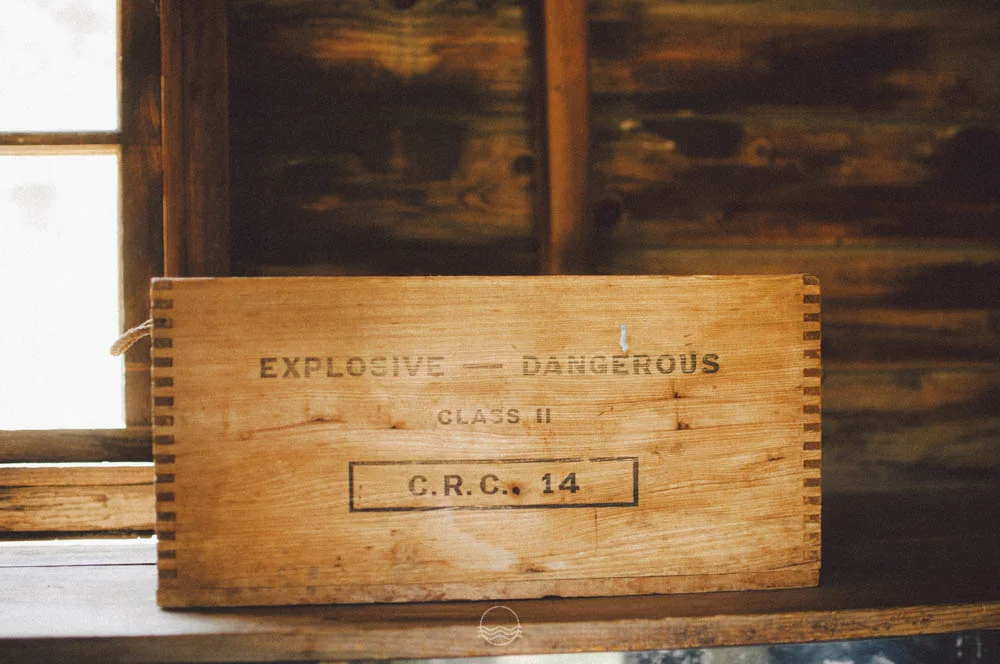 EXPLOSIVE — DANGEROUS
CLASS II
C.R.C. 14